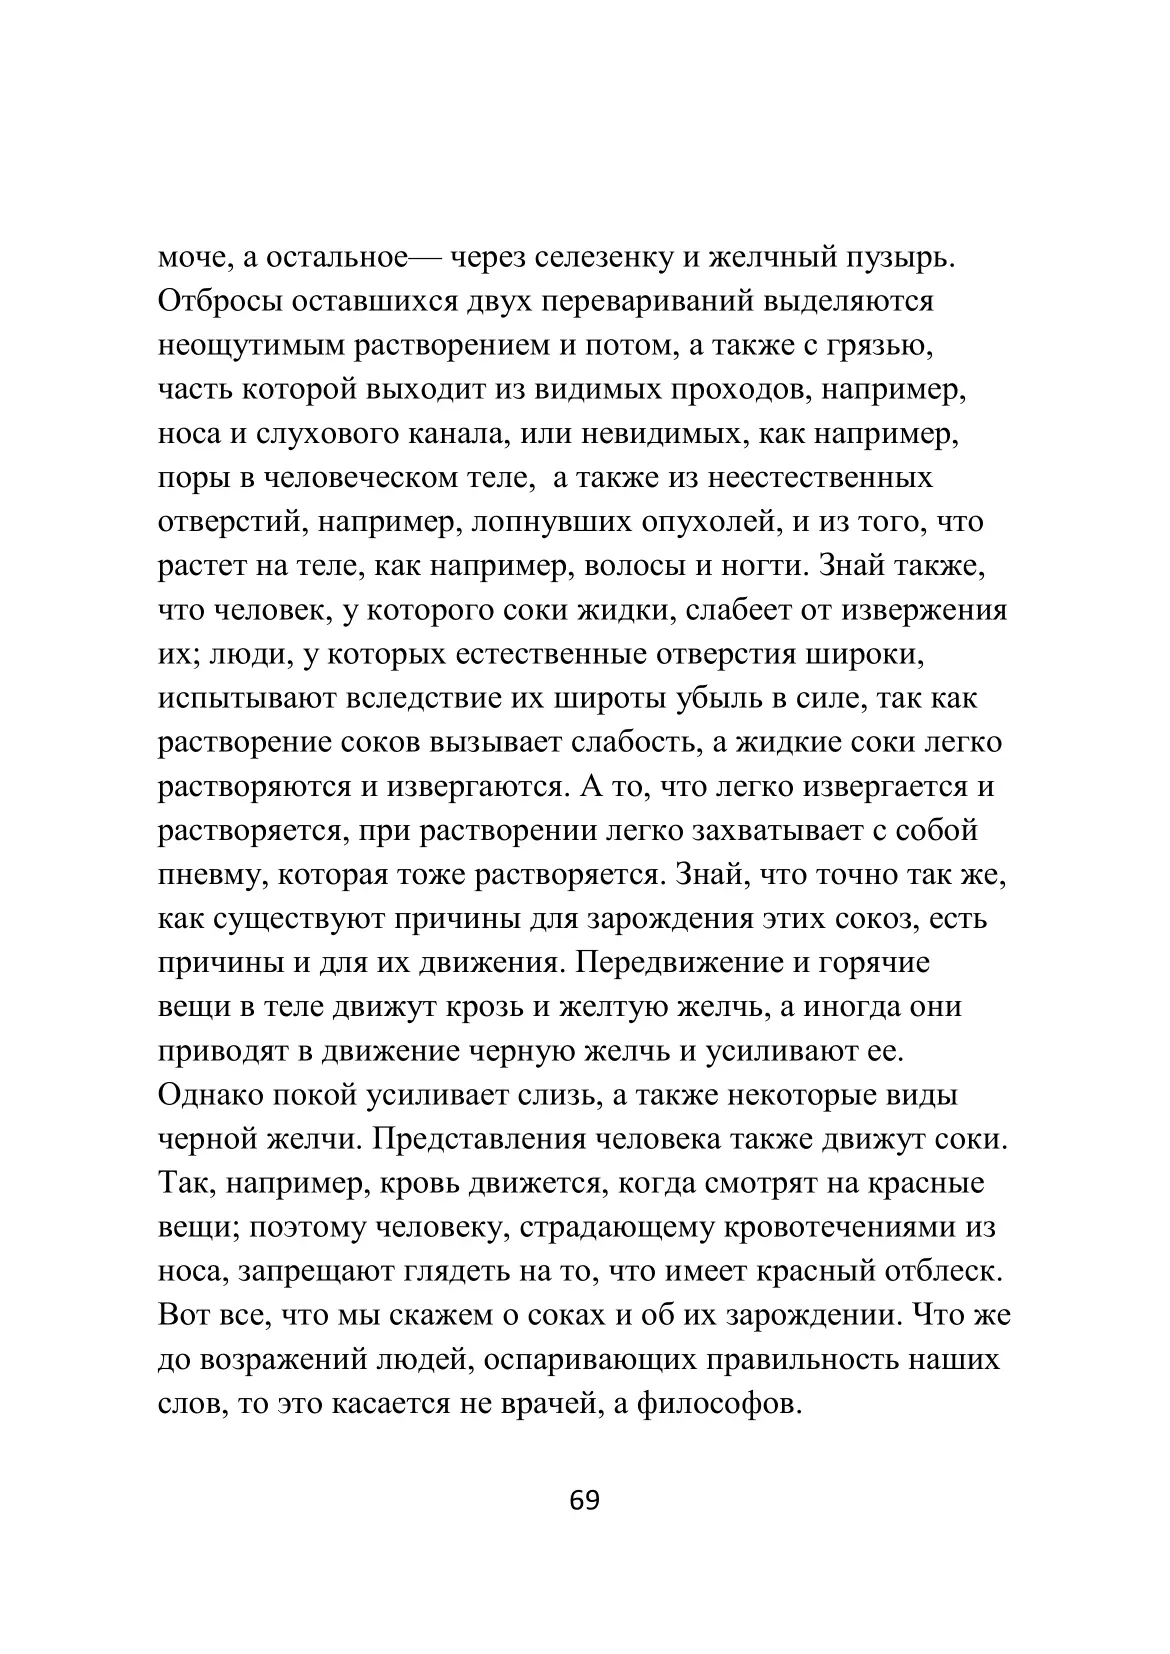 моче, а остальное— через селезенку и желчный пузырь.
Отбросы оставшихся двух перевариваний выделяются
неощутимым растворением и потом, а также с грязью,
часть которой выходит из видимых проходов, например,
носа и слухового канала, или невидимых, как например,
поры в человеческом теле,  а также из неестественных
отверстий, например, лопнувших опухолей, и из того, что
растет на теле, как например, волосы и ногти. Знай также,
что человек, у которого соки жидки, слабеет от извержения
их; люди, у которых естественные отверстия широки,
испытывают вследствие их широты убыль в силе, так как
растворение соков вызывает слабость, а жидкие соки легко
растворяются и извергаются. А то, что легко извергается и
растворяется, при растворении легко захватывает с собой
пневму, которая тоже растворяется. Знай, что точно так же,
как существуют причины для зарождения этих сокоз, есть
причины и для их движения. Передвижение и горячие
вещи в теле движут крозь и желтую желчь, а иногда они
приводят в движение черную желчь и усиливают ее.
Однако покой усиливает слизь, а также некоторые виды
черной желчи. Представления человека также движут соки.
Так, например, кровь движется, когда смотрят на красные
вещи; поэтому человеку, страдающему кровотечениями из
носа, запрещают глядеть на то, что имеет красный отблеск.
Вот все, что мы скажем о соках и об их зарождении. Что же
до возражений людей, оспаривающих правильность наших
слов, то это касается не врачей, а философов.
69